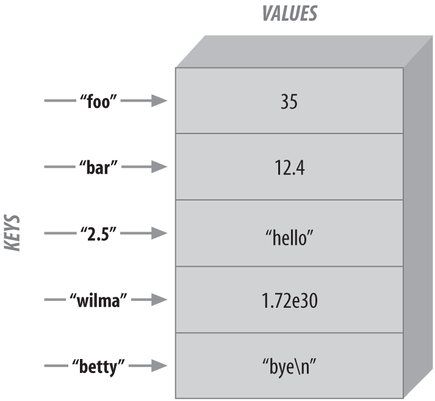 VALUES
"foo" 35
"bar" 12.4
KEYS
"2.5" "hello"
"wilma" 1.72e30
"betty" "bye\n"